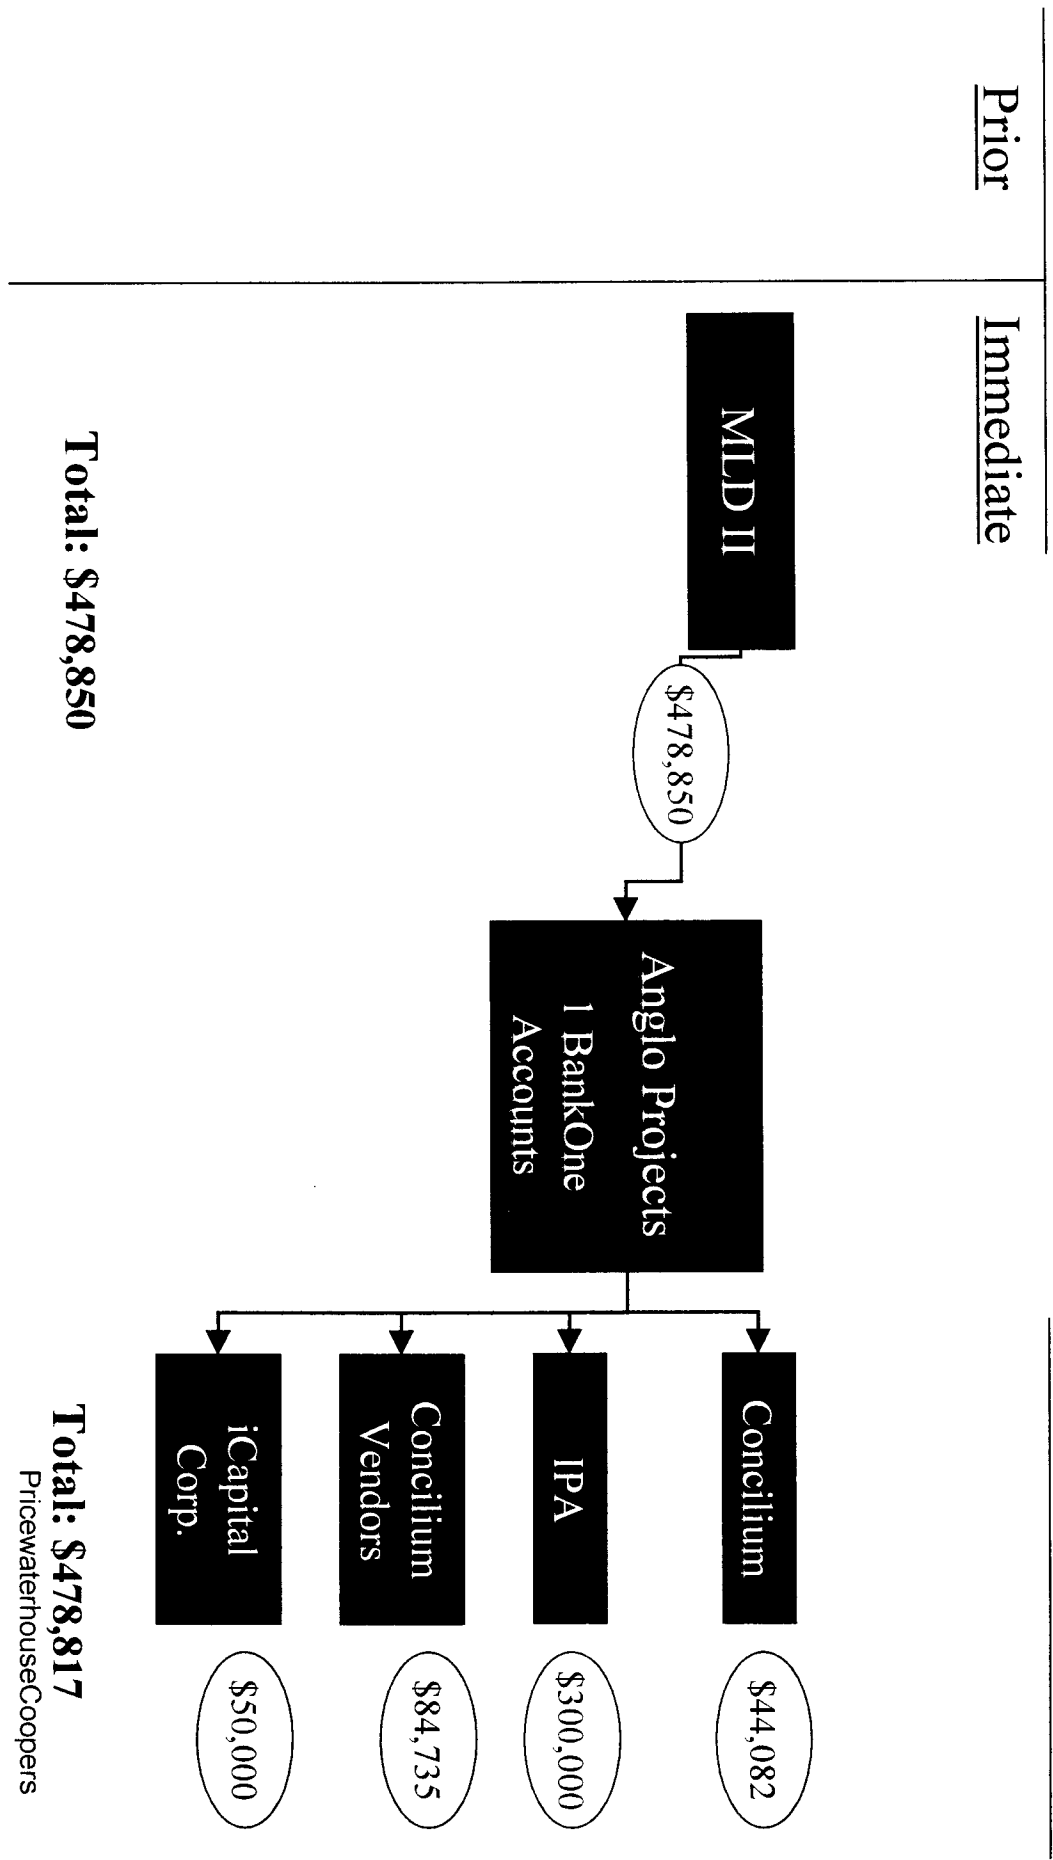 Prior
Immediate
MLD II
$478,850
Anglo Projects
1 BankOne
Accounts
Concilium
$44,082
IPA
$300,000
Concilium
Vendors
$84,735
iCapital
Corp.
$50,000
Total: $478,850
Total: $478,817
PricewaterhouseCoopers